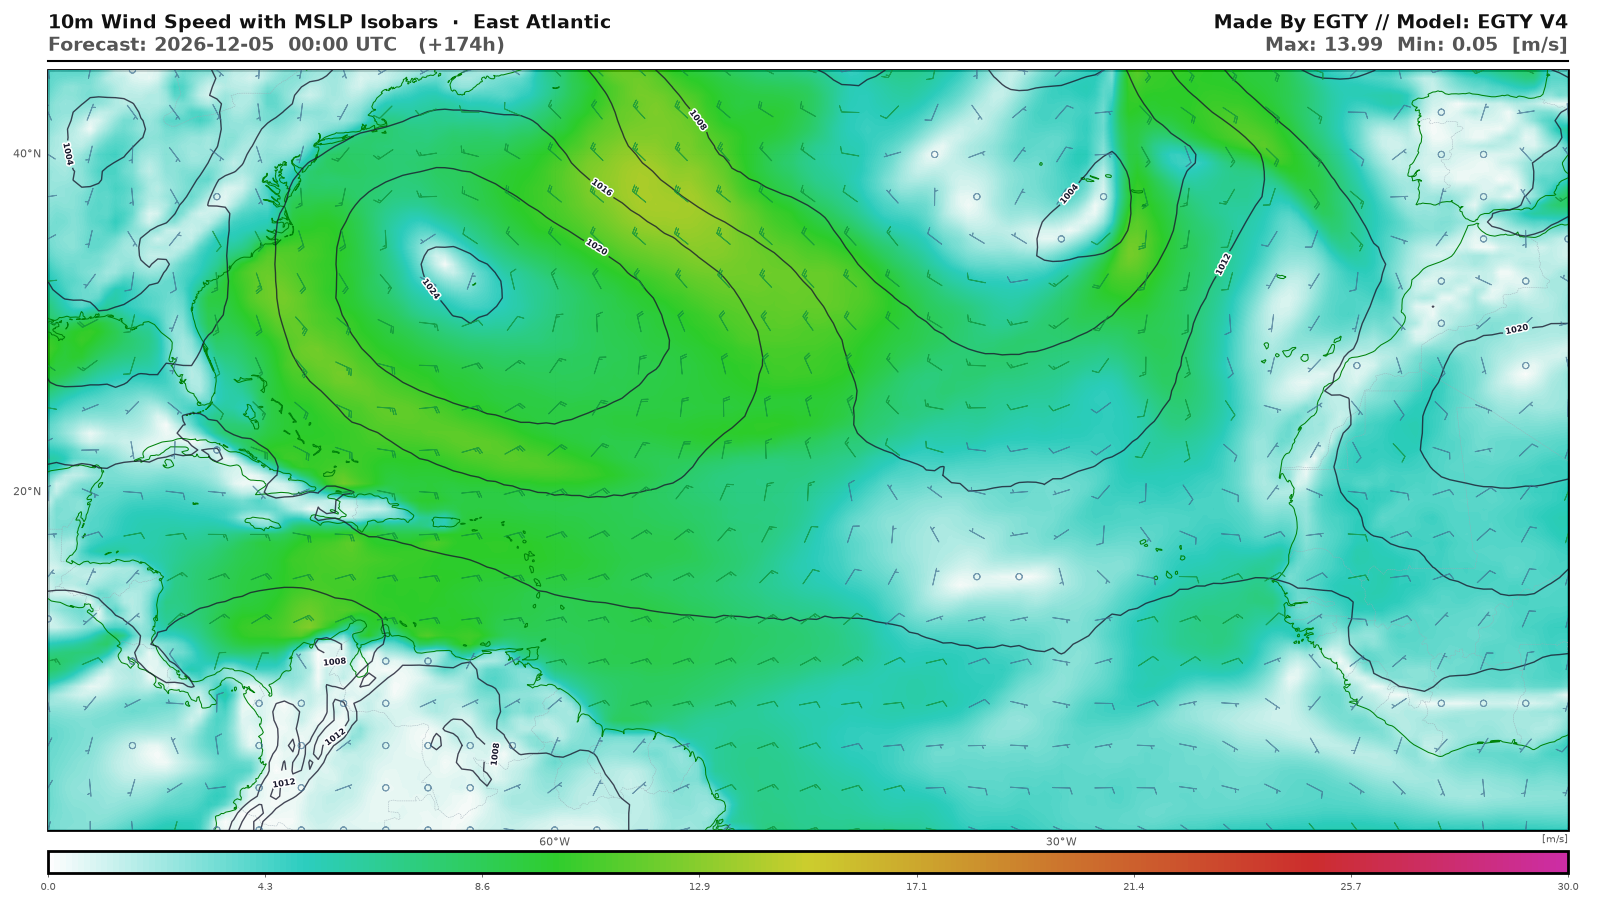 10m Wind Speed with MSLP Isobars · East Atlantic
Made By EGTY // Model: EGTY V4
Forecast: 2026-12-05 00:00 UTC (+174h)
Max: 13.99 Min: 0.05 [m/s]
1008
40°N
1004
1016
1004
1020
1012
1024
1020
20°N
1008
1012
1008
1012
60°W
30°W
[m/s]
0.0
4.3
8.6
12.9
17.1
21.4
25.7
30.0